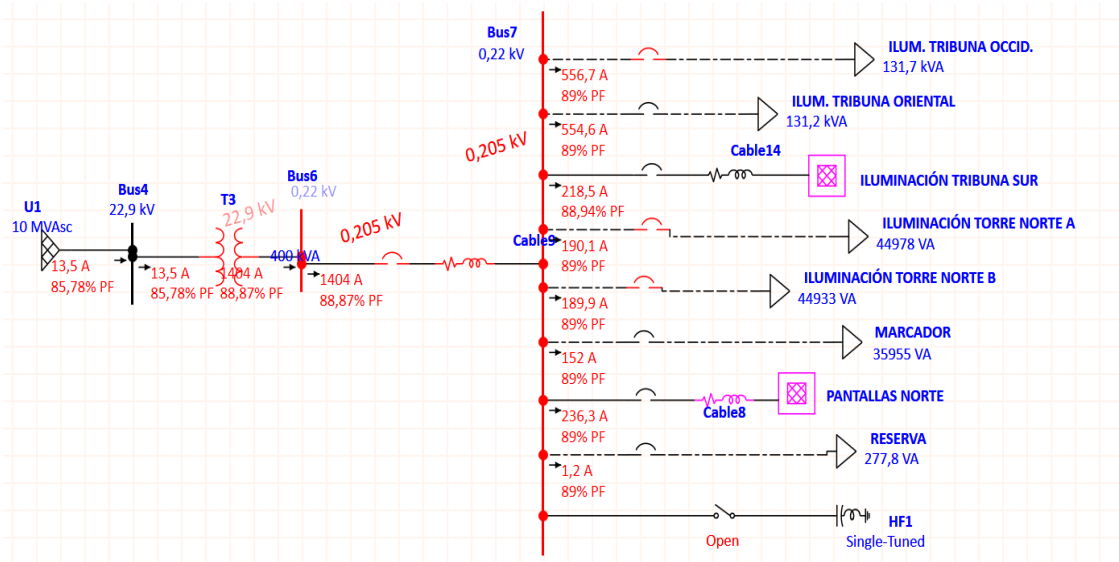 U1
10 MVAsc
13,5 A
85,78% PF
Bus4
22,9 kV
13,5 A
85,78% PF
T3
22,9 kV
400 kVA
1404 A
88,87% PF
Bus6
0,22 kV
0,205 kV
1404 A
88,87% PF
Cable9
Bus7
0,22 kV
0,205 kV
556,7 A
89% PF
ILUM. TRIBUNA OCCID.
131,7 kVA
554,6 A
89% PF
ILUM. TRIBUNA ORIENTAL
131,2 kVA
218,5 A
88,94% PF
Cable14
ILUMINACIÓN TRIBUNA SUR
190,1 A
89% PF
ILUMINACIÓN TORRE NORTE A
44978 VA
189,9 A
89% PF
ILUMINACIÓN TORRE NORTE B
44933 VA
152 A
89% PF
MARCADOR
35955 VA
236,3 A
89% PF
Cable8
PANTALLAS NORTE
1,2 A
89% PF
RESERVA
277,8 VA
Open
HF1
Single-Tuned